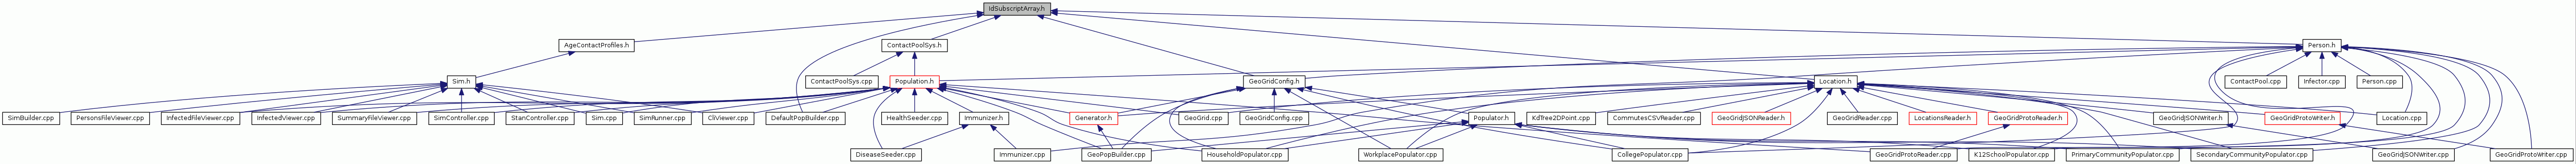 IdSubscriptArray.h
AgeContactProfiles.h
ContactPoolSys.h
Person.h
Sim.h
ContactPoolSys.cpp
Population.h
GeoGridConfig.h
Location.h
ContactPool.cpp
Infector.cpp
Person.cpp
SimBuilder.cpp
PersonsFileViewer.cpp
InfectedFileViewer.cpp
InfectedViewer.cpp
SummaryFileViewer.cpp
SimController.cpp
StanController.cpp
Sim.cpp
SimRunner.cpp
CliViewer.cpp
DefaultPopBuilder.cpp
HealthSeeder.cpp
Immunizer.h
Generator.h
GeoGrid.cpp
GeoGridConfig.cpp
Populator.h
KdTree2DPoint.cpp
CommutesCSVReader.cpp
GeoGridJSONReader.h
GeoGridReader.cpp
LocationsReader.h
GeoGridProtoReader.h
GeoGridJSONWriter.h
GeoGridProtoWriter.h
Location.cpp
DiseaseSeeder.cpp
Immunizer.cpp
GeoPopBuilder.cpp
HouseholdPopulator.cpp
WorkplacePopulator.cpp
CollegePopulator.cpp
GeoGridProtoReader.cpp
K12SchoolPopulator.cpp
PrimaryCommunityPopulator.cpp
SecondaryCommunityPopulator.cpp
GeoGridJSONWriter.cpp
GeoGridProtoWriter.cpp